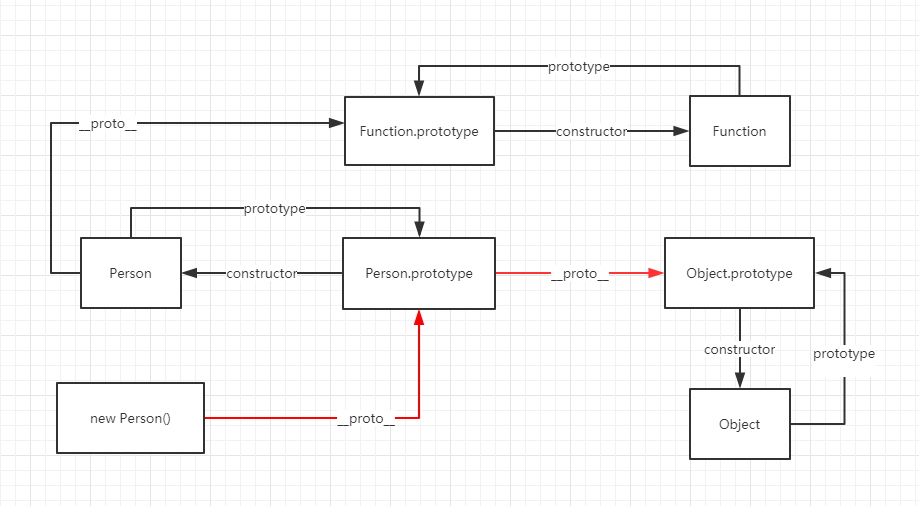 prototype
__proto__
Function.prototype
constructor
Function
prototype
Person
constructor
Person.prototype
__proto__
Object.prototype
constructor
prototype
new Person()
__proto__
Object